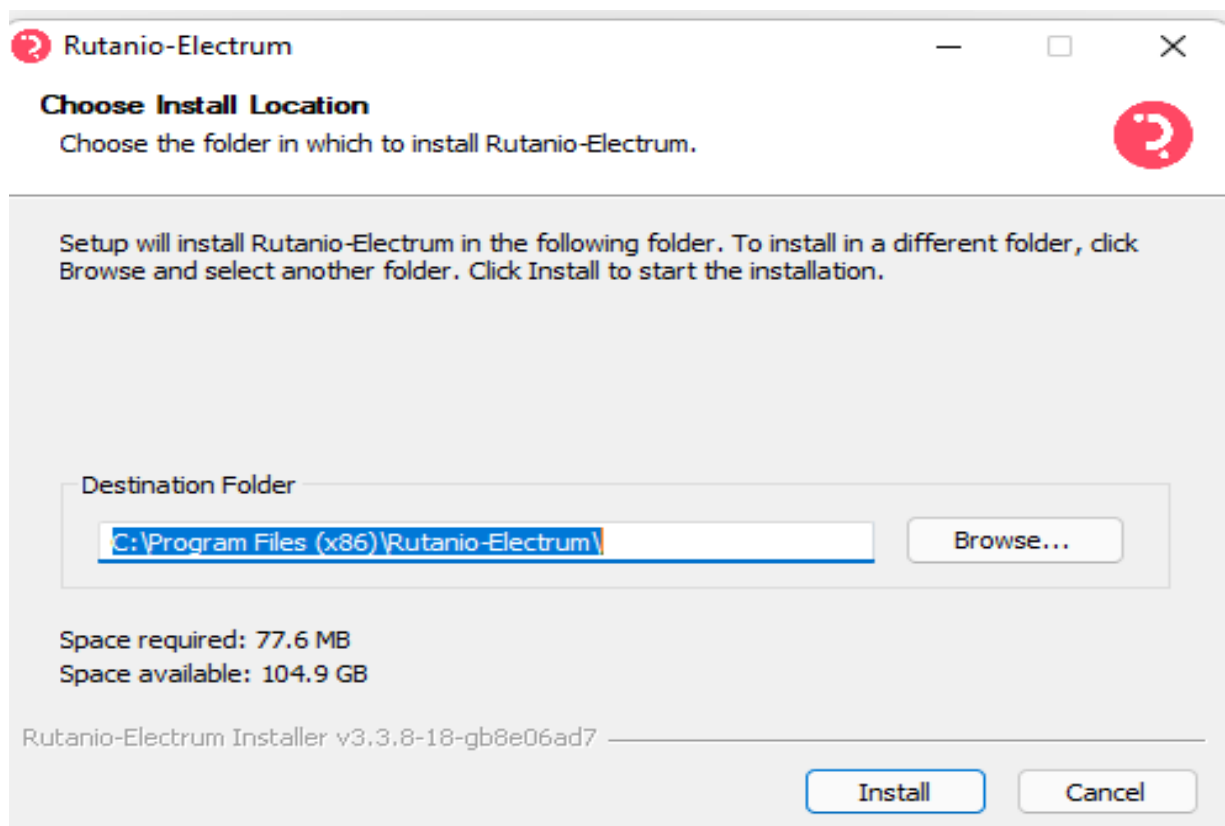 Rutanio-Electrum
Choose Install Location
Choose the folder in which to install Rutanio-Electrum.
Setup will install Rutanio-Electrum in the following folder. To install in a different folder, click
Browse and select another folder. Click Install to start the installation.
Destination Folder
C:\Program Files (x86)\Rutanio-Electrum\
Browse...
Space required: 77.6 MB
Space available: 104.9 GB
Rutanio-Electrum Installer v3.3.8-18-gb8e06ad7
Install
Cancel